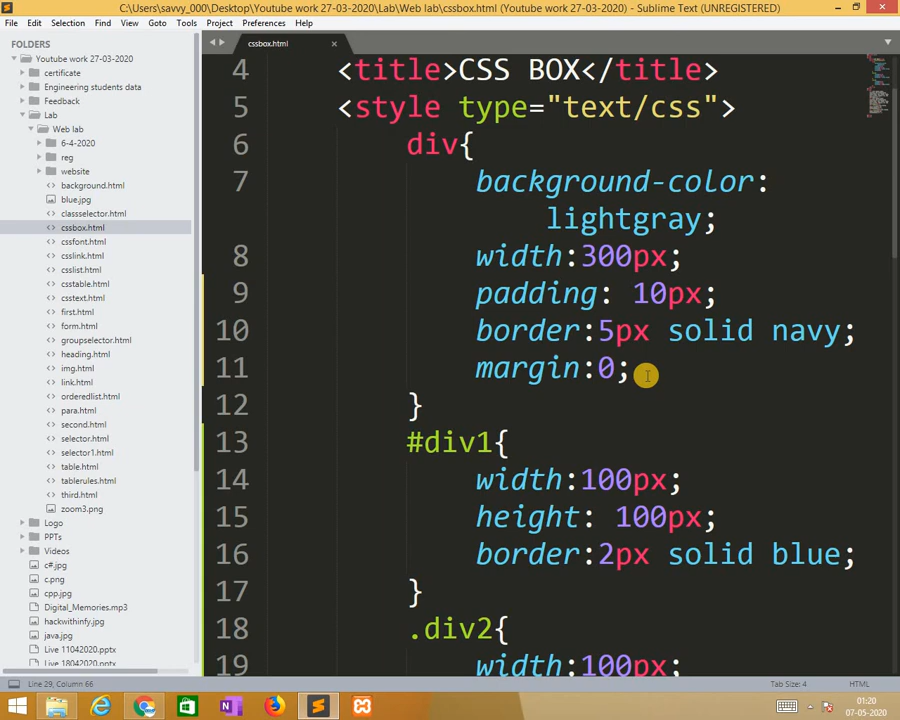 C:\Users\savvy_000\Desktop\Youtube work 27-03-2020\Lab\Web lab\cssbox.html (Youtube work 27-03-2020) - Sublime Text (UNREGISTERED)
File Edit Selection Find View Goto Tools Project Preferences Help
FOLDERS
Youtube work 27-03-2020
certificate
Engineering students data
Feedback
Lab
Web lab
6-4-2020
reg
website
background.html
blue.jpg
classselector.html
cssbox.html
cssfont.html
csslink.html
csslist.html
csstable.html
csstext.html
first.html
form.html
groupselector.html
heading.html
img.html
link.html
orderedlist.html
para.html
second.html
selector.html
selector1.html
table.html
tablerules.html
third.html
zoom3.png
Logo
PPTs
Videos
c#.jpg
c.png
cpp.jpg
Digital_Memories.mp3
hackwithinfy.jpg
java.jpg
Live 11042020.pptx
Live 18042020.pptx
cssbox.html
4 <title>CSS BOX</title>
5 <style type="text/css">
6 div{
7 background-color:
lightgray;
8 width:300px;
9 padding: 10px;
10 border:5px solid navy;
11 margin:0;
12 }
13 #div1{
14 width:100px;
15 height: 100px;
16 border:2px solid blue;
17 }
18 .div2{
19 width:100px;
Line 29, Column 66
Tab Size: 4
HTML
01:20
07-05-2020